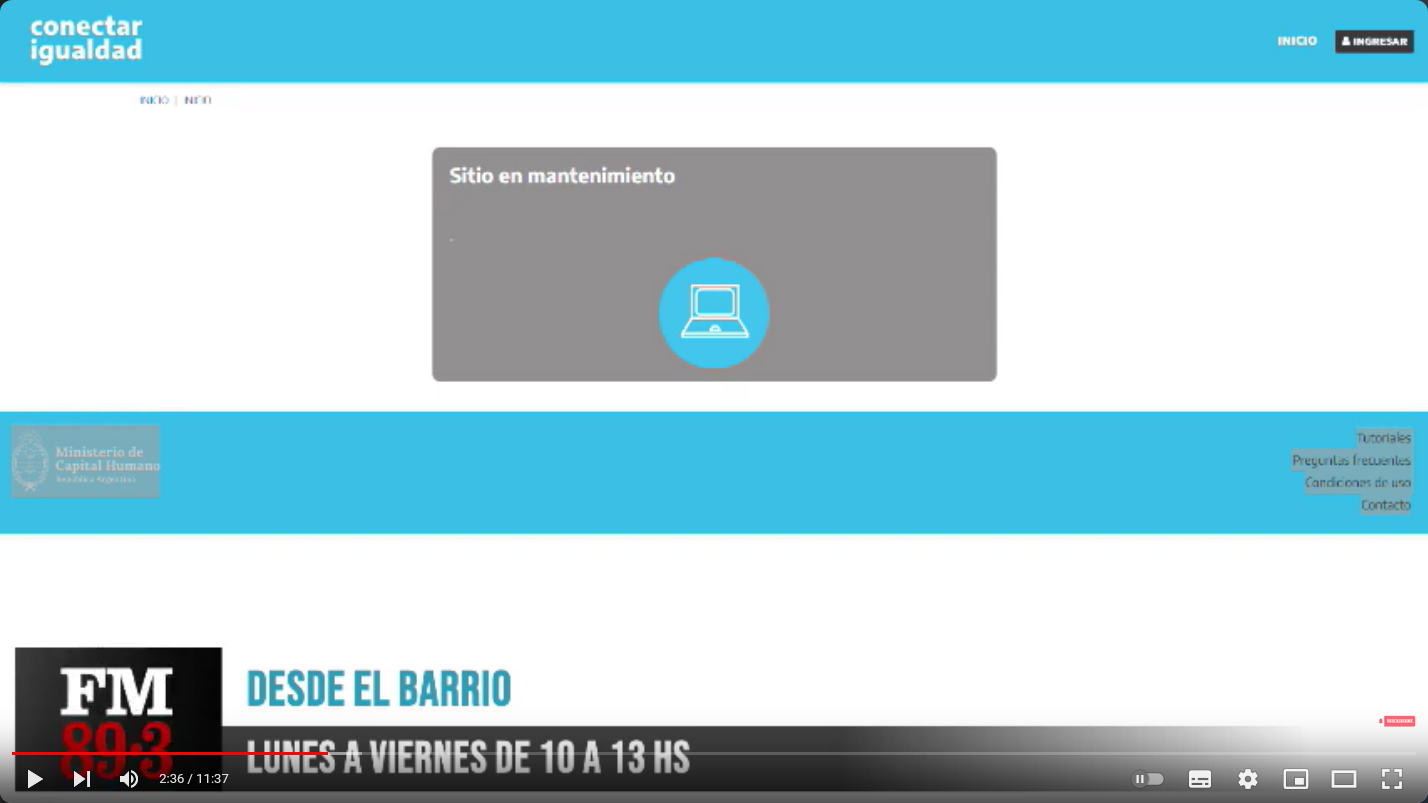 conectar
igualdad
INICIO
INGRESAR
INICIO | INICIO
Sitio en mantenimiento
.
Ministerio de
Capital Humano
República Argentina
Tutoriales
Preguntas frecuentes
Condiciones de uso
Contacto
FM
89.3
DESDE EL BARRIO
LUNES A VIERNES DE 10 A 13 HS
2:36 / 11:37